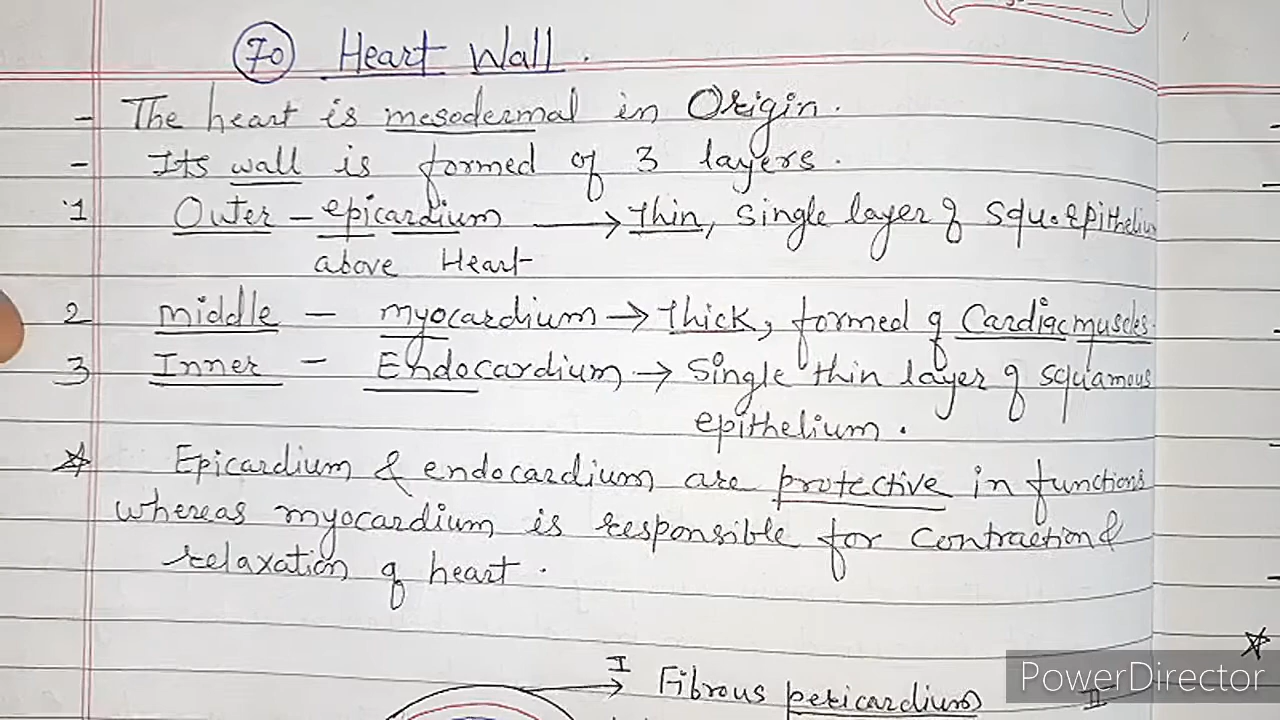 70 Heart Wall.
- The heart is mesodermal in Origin.
- Its wall is formed of 3 layers.
1 Outer - epicardium → thin, single layer of squ. Epithelium
above Heart
2 middle - myocardium → thick, formed of Cardiac muscles.
3 Inner - Endocardium → Single thin layer of squamous
epithelium.
☆ Epicardium & endocardium are protective in functions
whereas myocardium is responsible for Contraction &
relaxation of heart.
I Fibrous pericardium II
PowerDirector